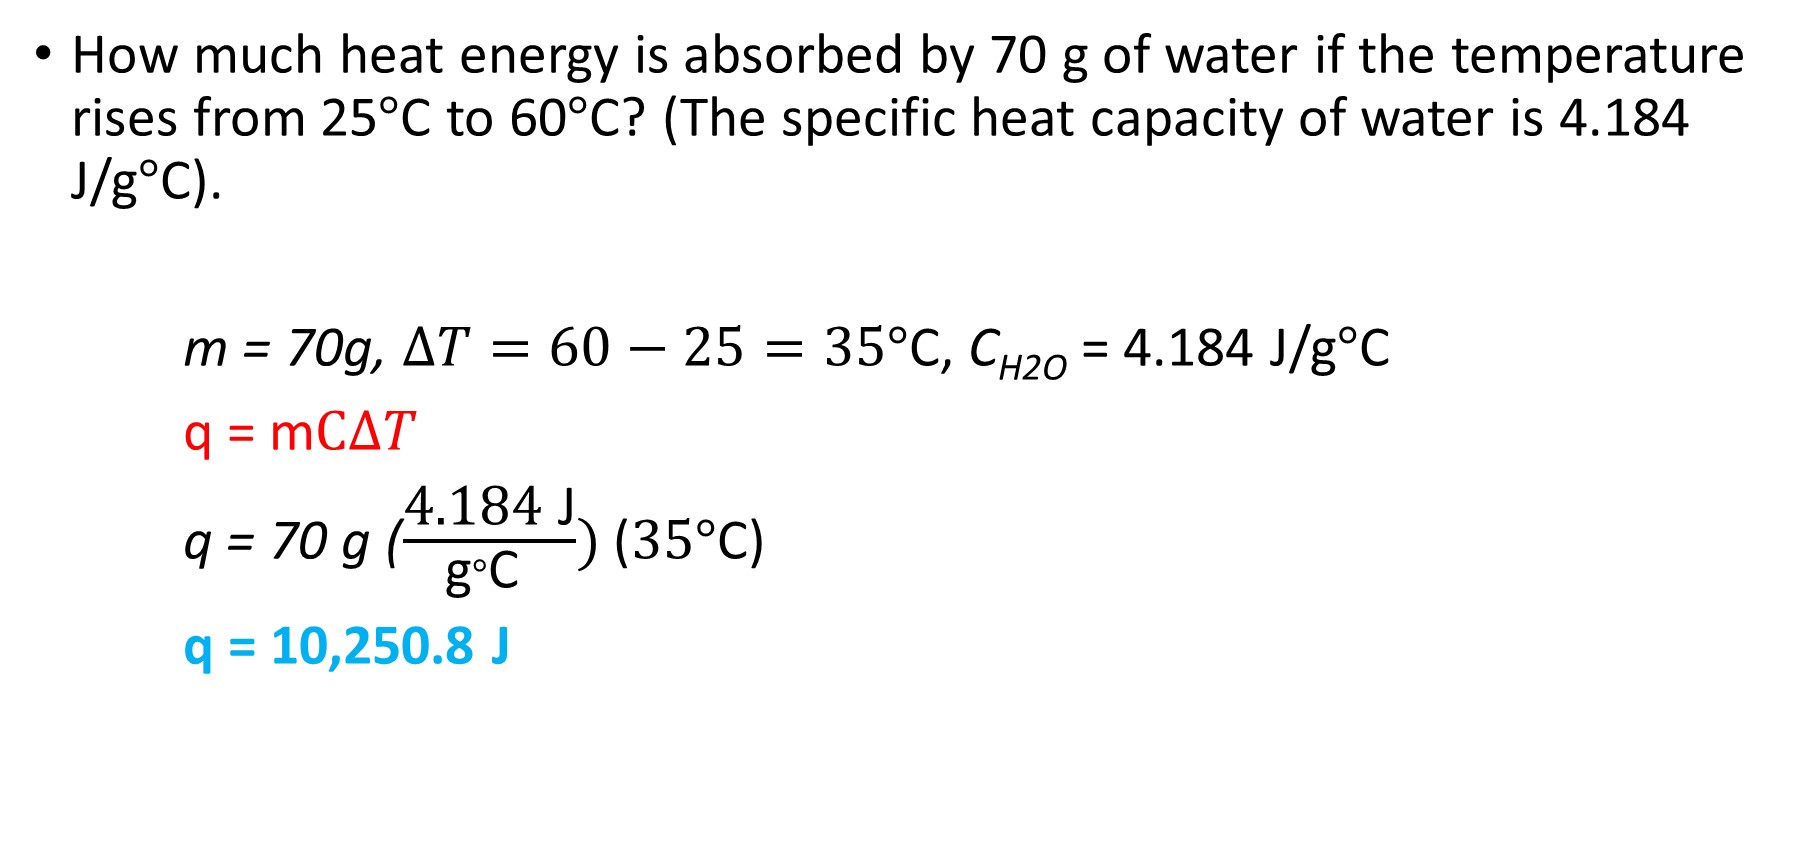 • How much heat energy is absorbed by 70 g of water if the temperature
rises from 25°C to 60°C? (The specific heat capacity of water is 4.184
J/g°C).
m = 70g, Δ𝑇 = 60 − 25 = 35°C, C_H2O = 4.184 J/g°C
q = mCΔ𝑇
q = 70 g (4.184 J/g°C) (35°C)
q = 10,250.8 J